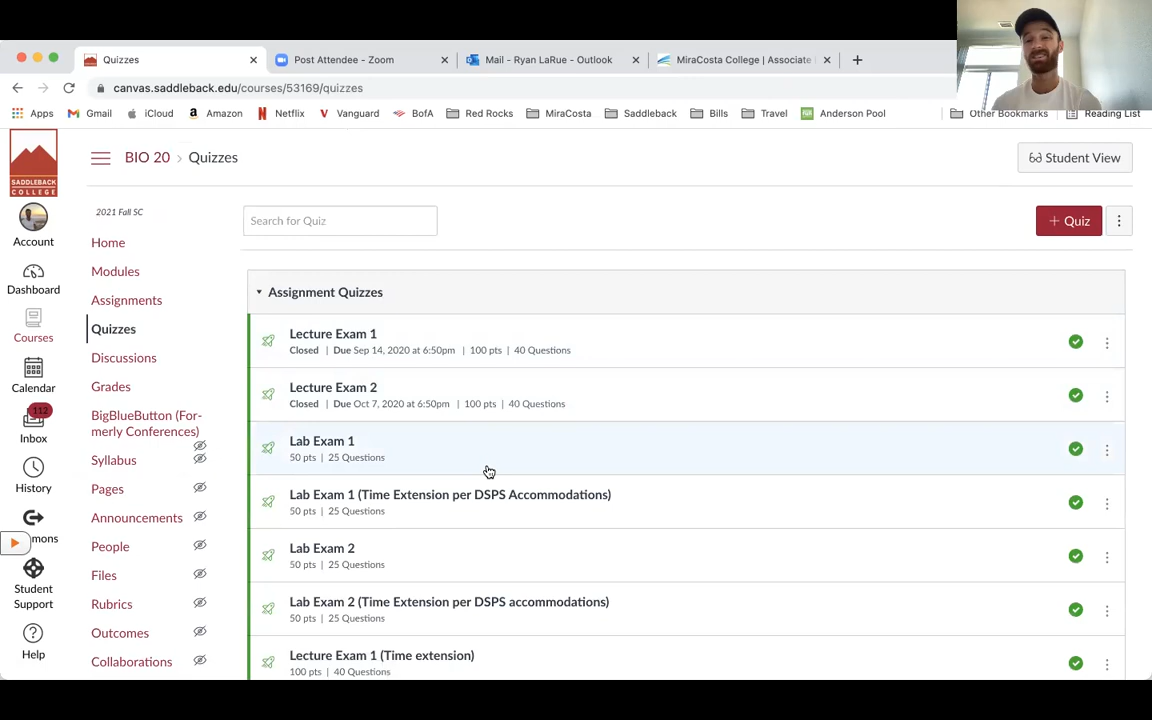 Quizzes
Post Attendee - Zoom
Mail - Ryan LaRue - Outlook
MiraCosta College | Associate
canvas.saddleback.edu/courses/53169/quizzes
Apps Gmail iCloud Amazon Netflix Vanguard BofA Red Rocks MiraCosta Saddleback Bills Travel Anderson Pool Other Bookmarks Reading List
SADDLEBACK
COLLEGE
BIO 20 › Quizzes
Student View
Account
Dashboard
Courses
Calendar
112
Inbox
History
mons
Student
Support
Help
2021 Fall SC
Home
Modules
Assignments
Quizzes
Discussions
Grades
BigBlueButton (For-
merly Conferences)
Syllabus
Pages
Announcements
People
Files
Rubrics
Outcomes
Collaborations
Search for Quiz
+ Quiz
Assignment Quizzes
Lecture Exam 1
Closed | Due Sep 14, 2020 at 6:50pm | 100 pts | 40 Questions
Lecture Exam 2
Closed | Due Oct 7, 2020 at 6:50pm | 100 pts | 40 Questions
Lab Exam 1
50 pts | 25 Questions
Lab Exam 1 (Time Extension per DSPS Accommodations)
50 pts | 25 Questions
Lab Exam 2
50 pts | 25 Questions
Lab Exam 2 (Time Extension per DSPS accommodations)
50 pts | 25 Questions
Lecture Exam 1 (Time extension)
100 pts | 40 Questions